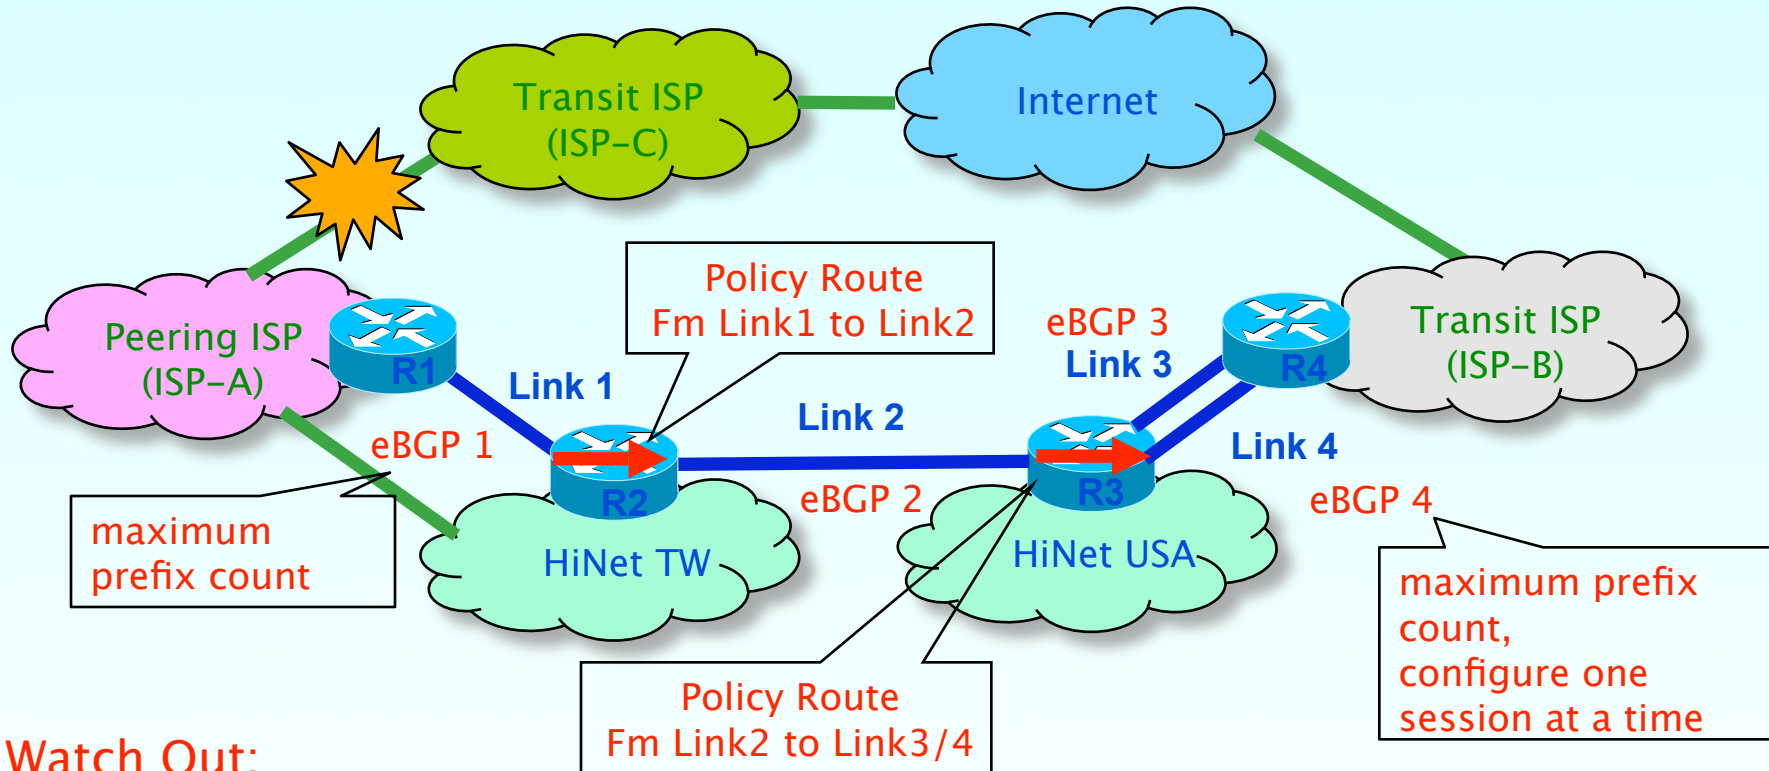 Transit ISP
(ISP-C)
Internet
Policy Route
Fm Link1 to Link2
Peering ISP
(ISP-A)
R1
Link 1
eBGP 3
Link 3
R4
Transit ISP
(ISP-B)
Link 2
Link 4
eBGP 1
R2
eBGP 2
R3
eBGP 4
maximum
prefix count
HiNet TW
HiNet USA
maximum prefix
count,
configure one
session at a time
Policy Route
Fm Link2 to Link3/4
Watch Out: